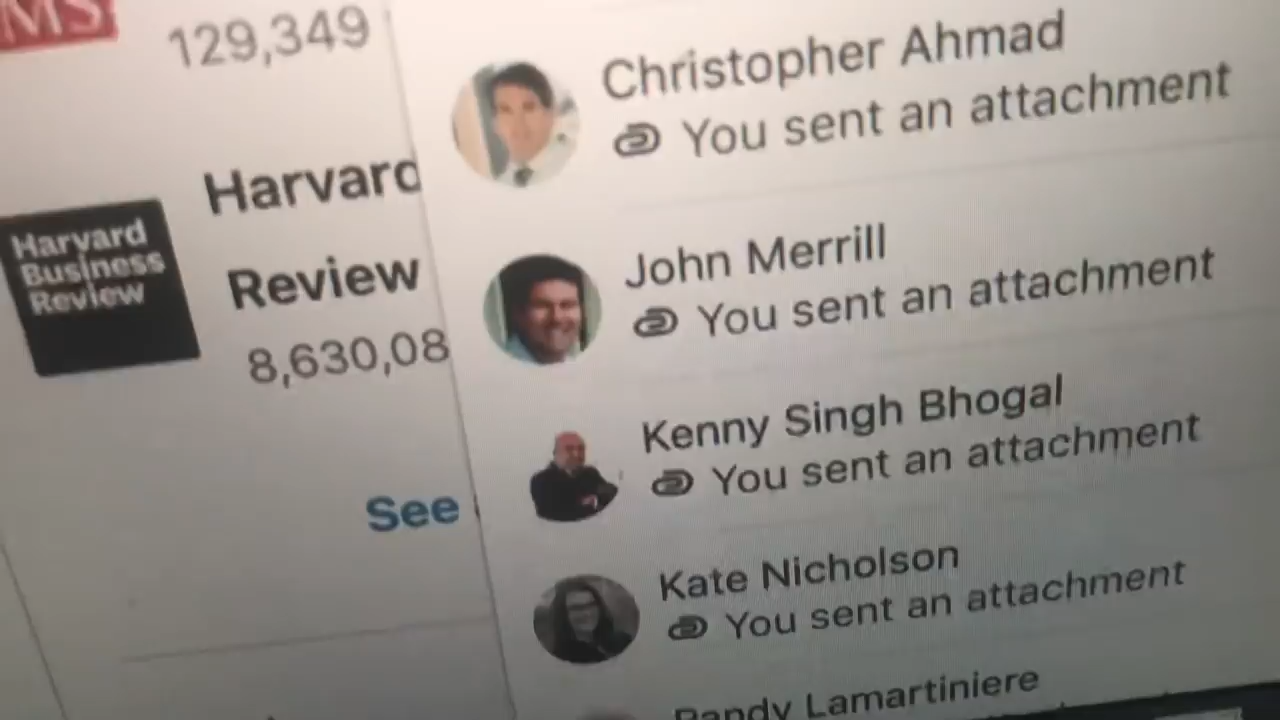 MS
129,349
Harvard
Business
Review
Harvard
Review
8,630,08
See
Christopher Ahmad
You sent an attachment
John Merrill
You sent an attachment
Kenny Singh Bhogal
You sent an attachment
Kate Nicholson
You sent an attachment
Randy Lamartiniere